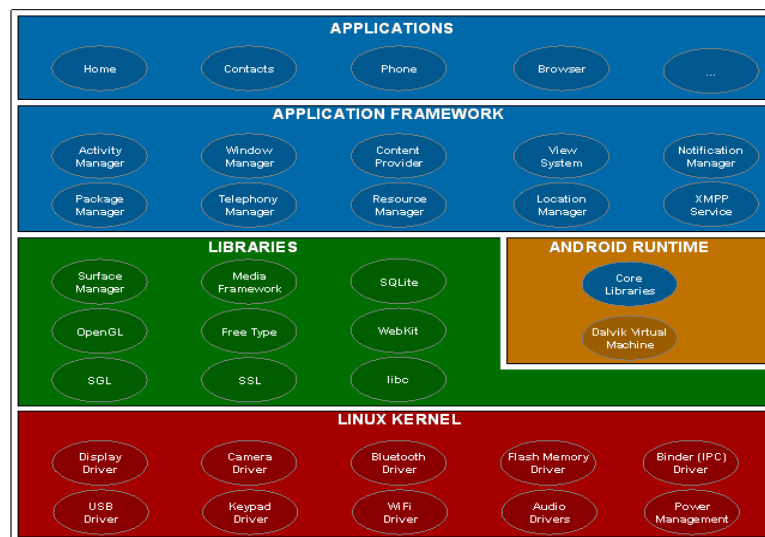 APPLICATIONS
Home
Contacts
Phone
Browser
...
APPLICATION FRAMEWORK
Activity
Manager
Window
Manager
Content
Provider
View
System
Notification
Manager
Package
Manager
Telephony
Manager
Resource
Manager
Location
Manager
XMPP
Service
LIBRARIES
Surface
Manager
Media
Framework
SQLite
OpenGL
Free Type
WebKit
SGL
SSL
libc
ANDROID RUNTIME
Core
Libraries
Dalvik Virtual
Machine
LINUX KERNEL
Display
Driver
Camera
Driver
Bluetooth
Driver
Flash Memory
Driver
Binder (IPC)
Driver
USB
Driver
Keypad
Driver
WiFi
Driver
Audio
Drivers
Power
Management